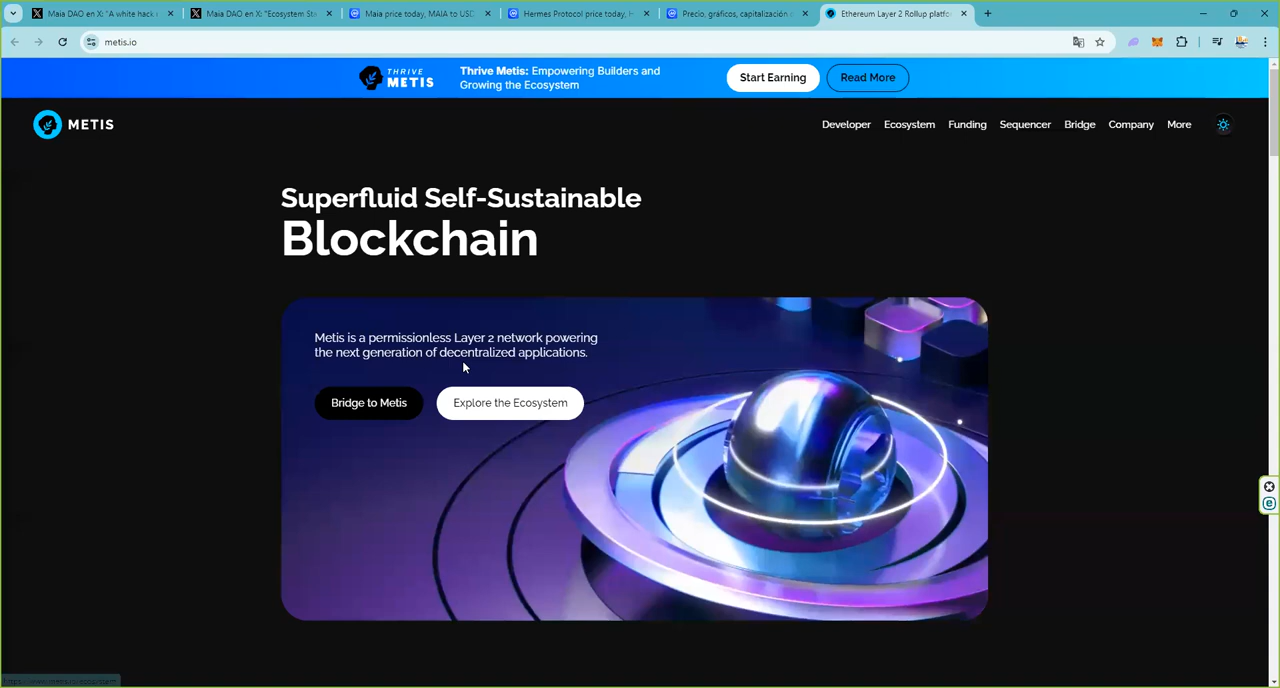 Maia DAO en X: "A white hack
Maia DAO en X: "Ecosystem Sta
Maia price today, MAIA to USD
Hermes Protocol price today, H
Precio, gráficos, capitalización
Ethereum Layer 2 Rollup platfo
metis.io
THRIVE
METIS
Thrive Metis: Empowering Builders and
Growing the Ecosystem
Start Earning
Read More
METIS
Developer
Ecosystem
Funding
Sequencer
Bridge
Company
More
Superfluid Self-Sustainable
Blockchain
Metis is a permissionless Layer 2 network powering
the next generation of decentralized applications.
Bridge to Metis
Explore the Ecosystem